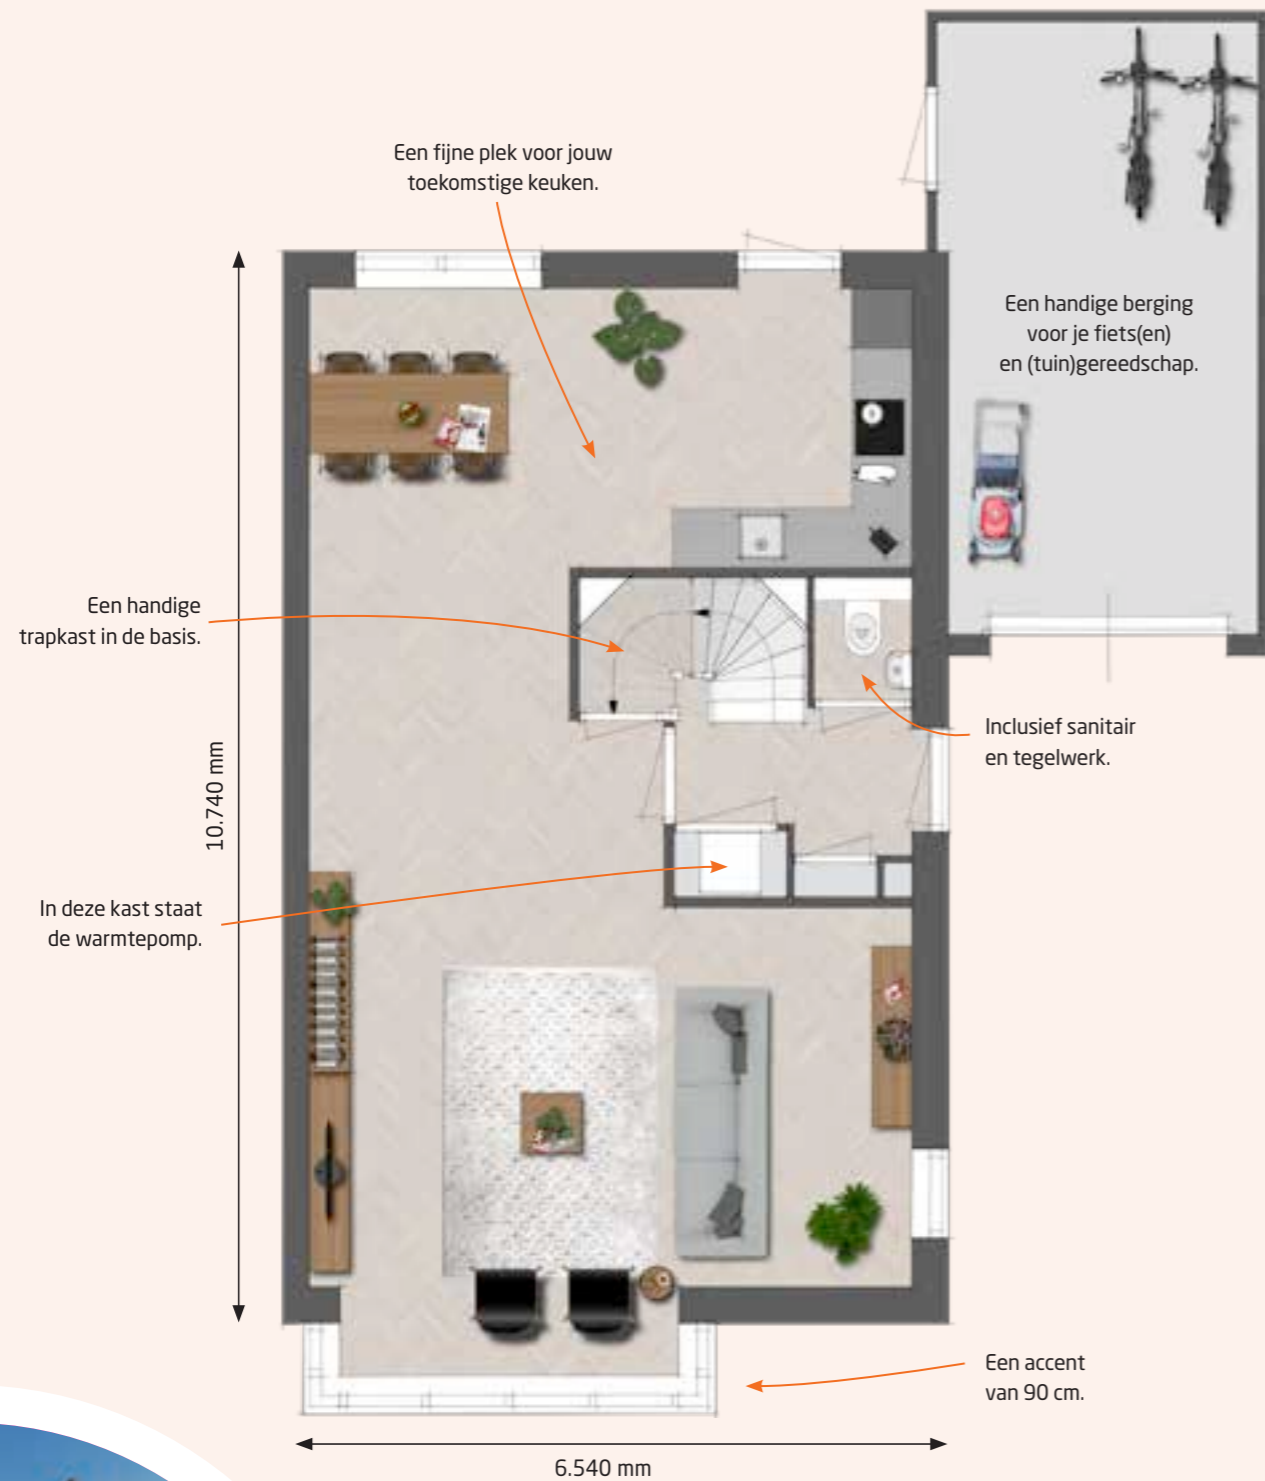 Een fijne plek voor jouw
toekomstige keuken.
Een handige berging
voor je fiets(en)
en (tuin)gereedschap.
Een handige
trapkast in de basis.
Inclusief sanitair
en tegelwerk.
10.740 mm
In deze kast staat
de warmtepomp.
Een accent
van 90 cm.
6.540 mm